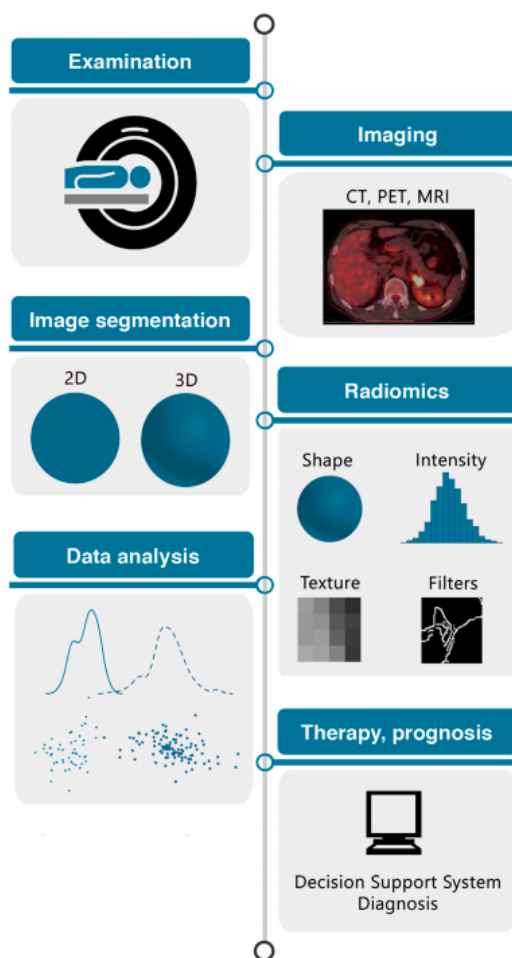 Examination
Imaging
CT, PET, MRI
Image segmentation
2D 3D
Radiomics
Shape Intensity
Texture Filters
Data analysis
Therapy, prognosis
Decision Support System
Diagnosis